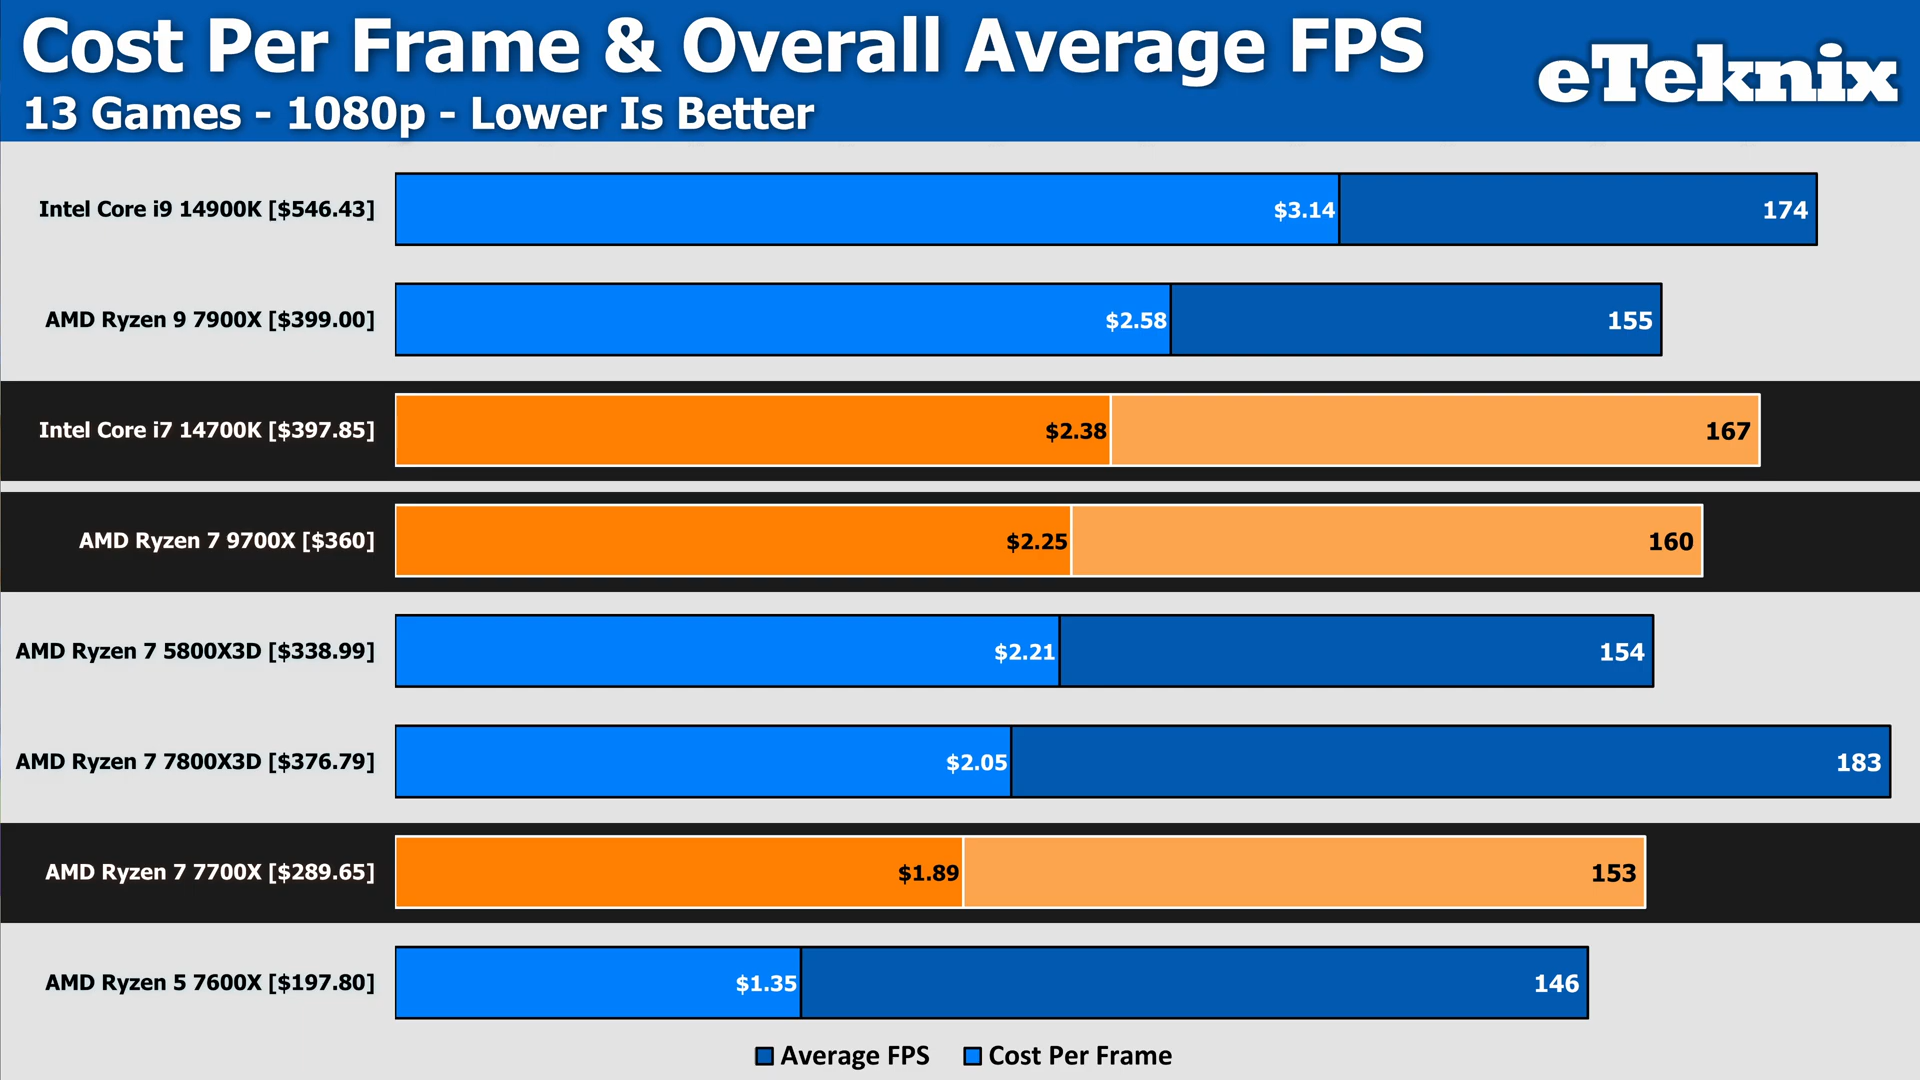 Cost Per Frame & Overall Average FPS
eTeknix
13 Games - 1080p - Lower Is Better
Intel Core i9 14900K [$546.43] $3.14 174
AMD Ryzen 9 7900X [$399.00] $2.58 155
Intel Core i7 14700K [$397.85] $2.38 167
AMD Ryzen 7 9700X [$360] $2.25 160
AMD Ryzen 7 5800X3D [$338.99] $2.21 154
AMD Ryzen 7 7800X3D [$376.79] $2.05 183
AMD Ryzen 7 7700X [$289.65] $1.89 153
AMD Ryzen 5 7600X [$197.80] $1.35 146
Average FPS Cost Per Frame